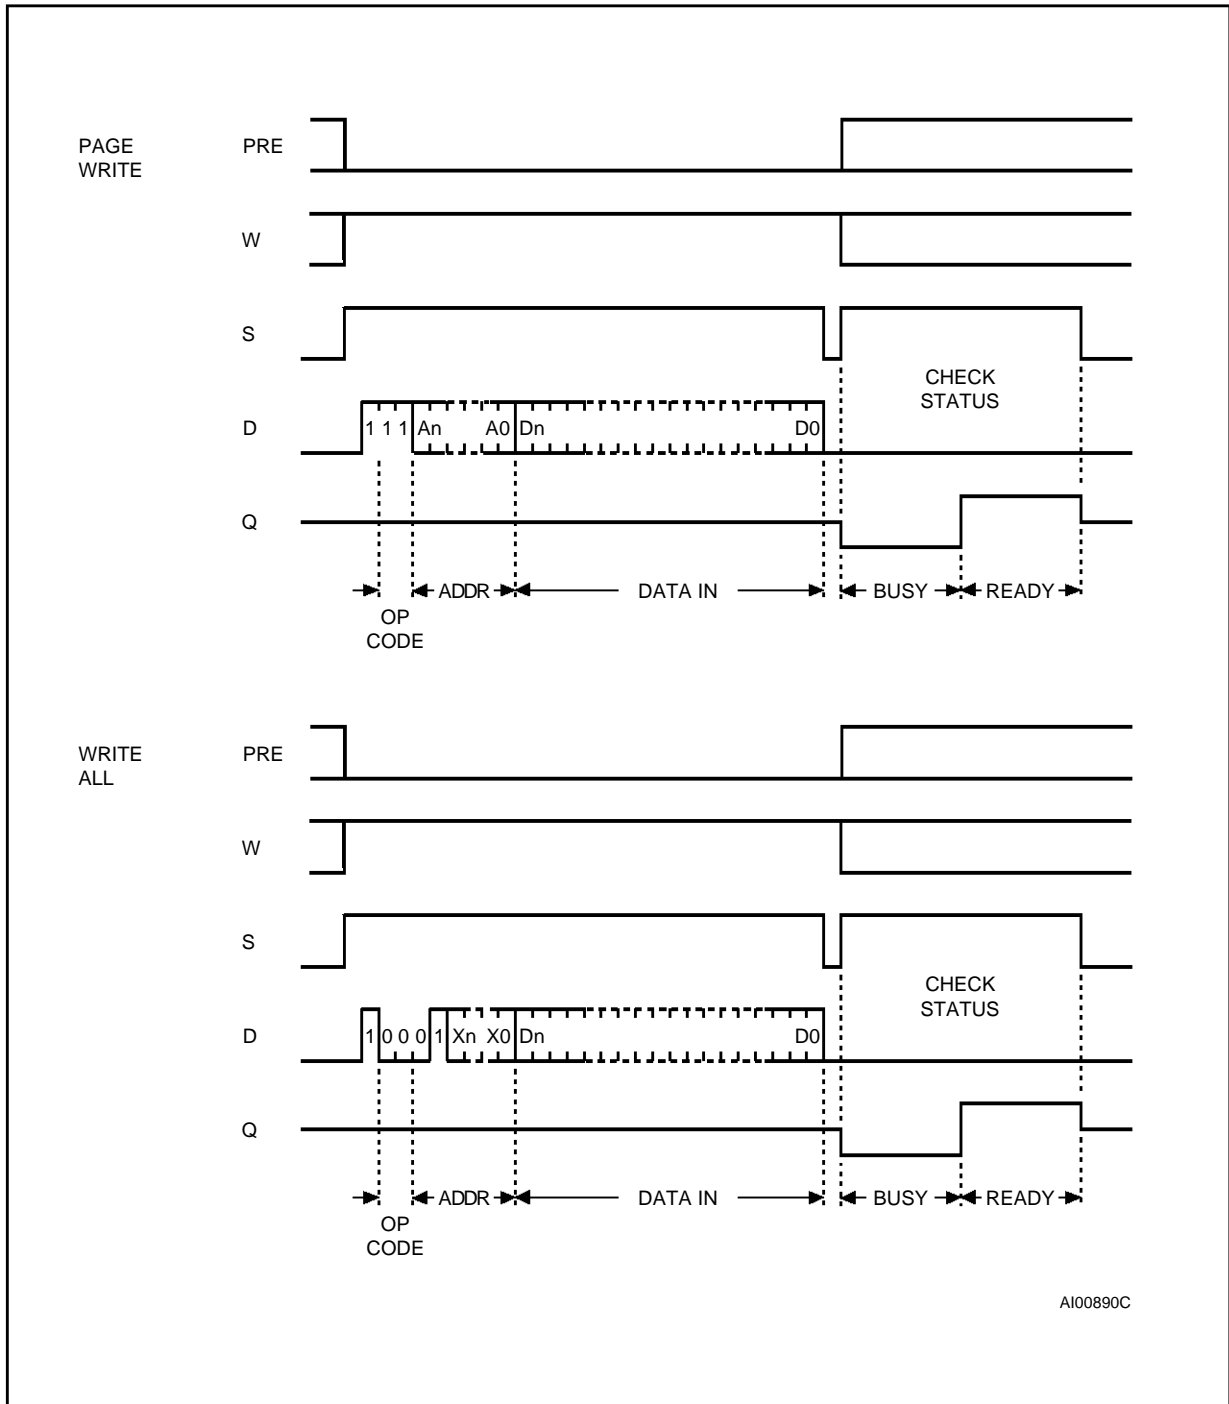 PAGE
WRITE
PRE
W
S
CHECK
STATUS
D
1 1 1 An A0 Dn D0
Q
ADDR DATA IN BUSY READY
OP
CODE
WRITE
ALL
PRE
W
S
CHECK
STATUS
D
1 0 0 0 1 Xn X0 Dn D0
Q
ADDR DATA IN BUSY READY
OP
CODE
AI00890C